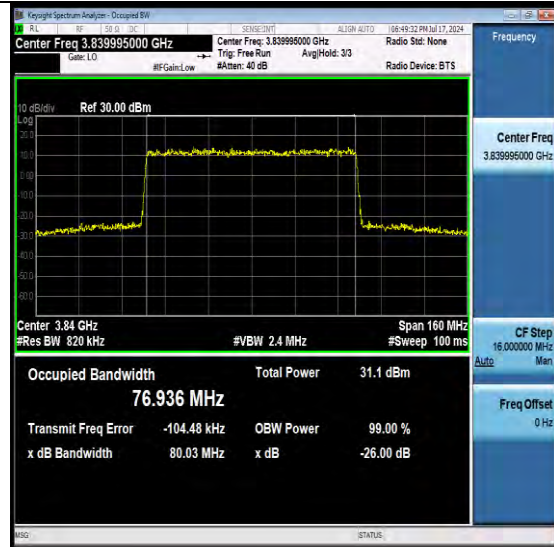 Keysight Spectrum Analyzer - Occupied BW
RL RF 50 Ω DC SENSE:INT ALIGN AUTO 06:49:32 PM Jul 17, 2024
Center Freq 3.839995000 GHz Center Freq: 3.839995000 GHz Radio Std: None Frequency
Gate: LO Trig: Free Run Avg|Hold: 3/3
#IFGain:Low #Atten: 40 dB Radio Device: BTS
10 dB/div Ref 30.00 dBm
Log
20.0
10.0
0.00
-10.0
-20.0
-30.0
-40.0
-50.0
-60.0
Center Freq
3.839995000 GHz
Center 3.84 GHz Span 160 MHz
#Res BW 820 kHz #VBW 2.4 MHz #Sweep 100 ms
CF Step
16.000000 MHz
Auto Man
Occupied Bandwidth Total Power 31.1 dBm
76.936 MHz
Transmit Freq Error -104.48 kHz OBW Power 99.00 %
x dB Bandwidth 80.03 MHz x dB -26.00 dB
Freq Offset
0 Hz
MSG STATUS